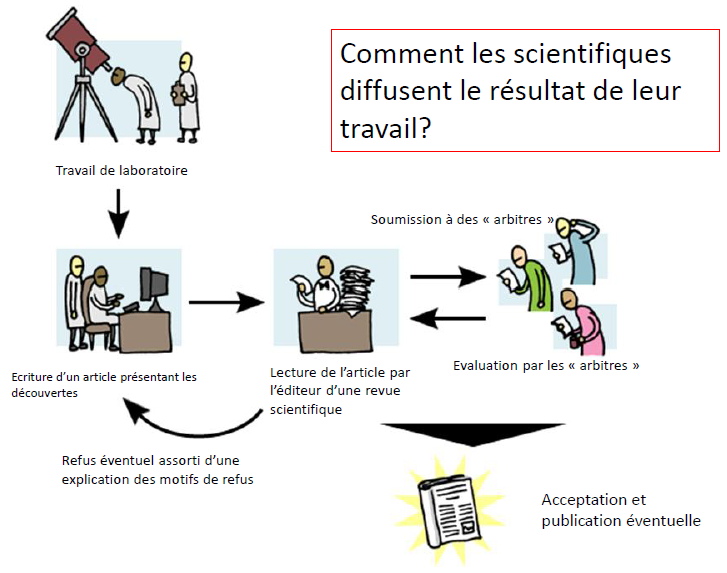 Comment les scientifiques
diffusent le résultat de leur
travail?
Travail de laboratoire
Soumission à des « arbitres »
Ecriture d’un article présentant les
découvertes
Lecture de l’article par
l’éditeur d’une revue
scientifique
Evaluation par les « arbitres »
Refus éventuel assorti d’une
explication des motifs de refus
Acceptation et
publication éventuelle